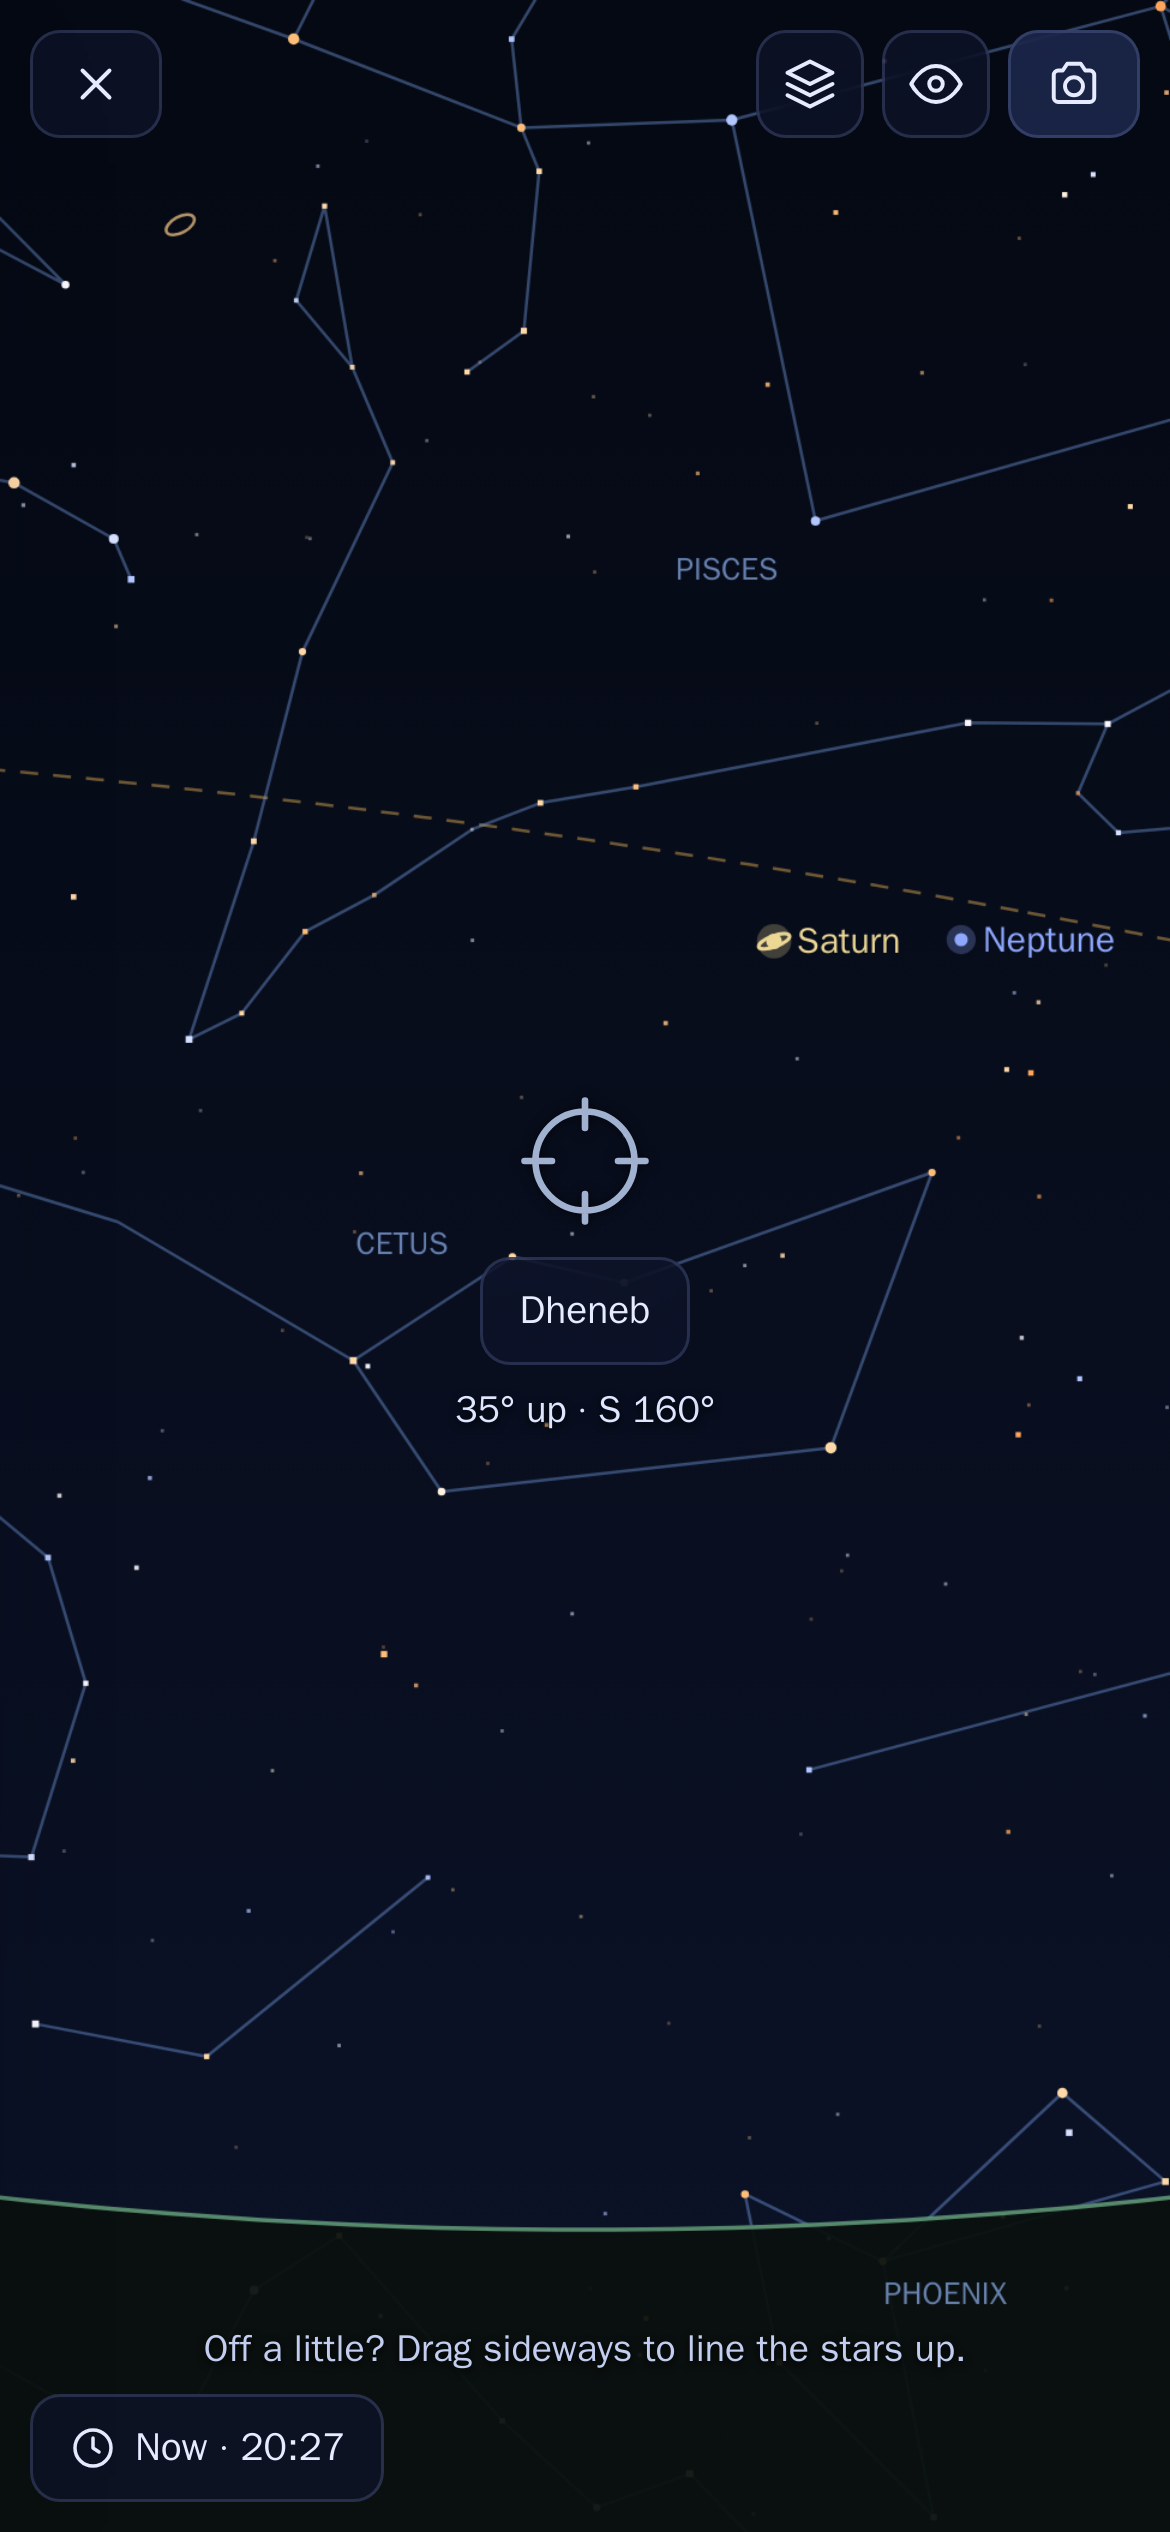 PISCES
Saturn
Neptune
CETUS
Dheneb
35° up · S 160°
PHOENIX
Off a little? Drag sideways to line the stars up.
Now · 20:27